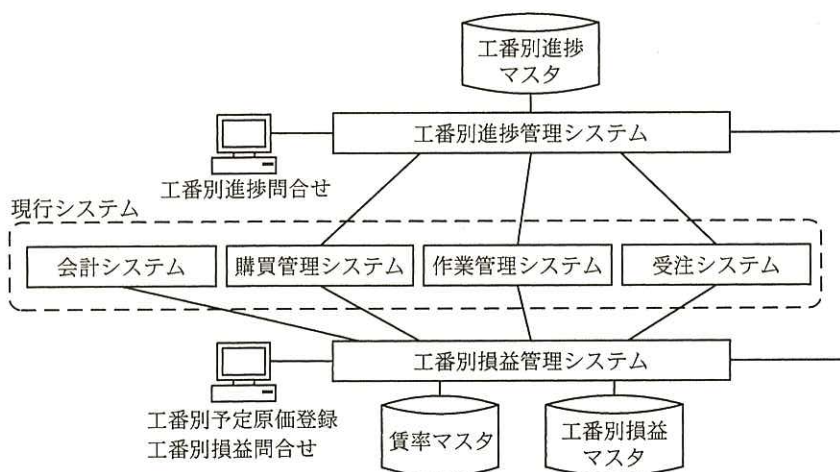 工番別進捗
マスタ
工番別進捗管理システム
工番別進捗問合せ
現行システム
会計システム
購買管理システム
作業管理システム
受注システム
工番別損益管理システム
工番別予定原価登録
工番別損益問合せ
賃率マスタ
工番別損益
マスタ